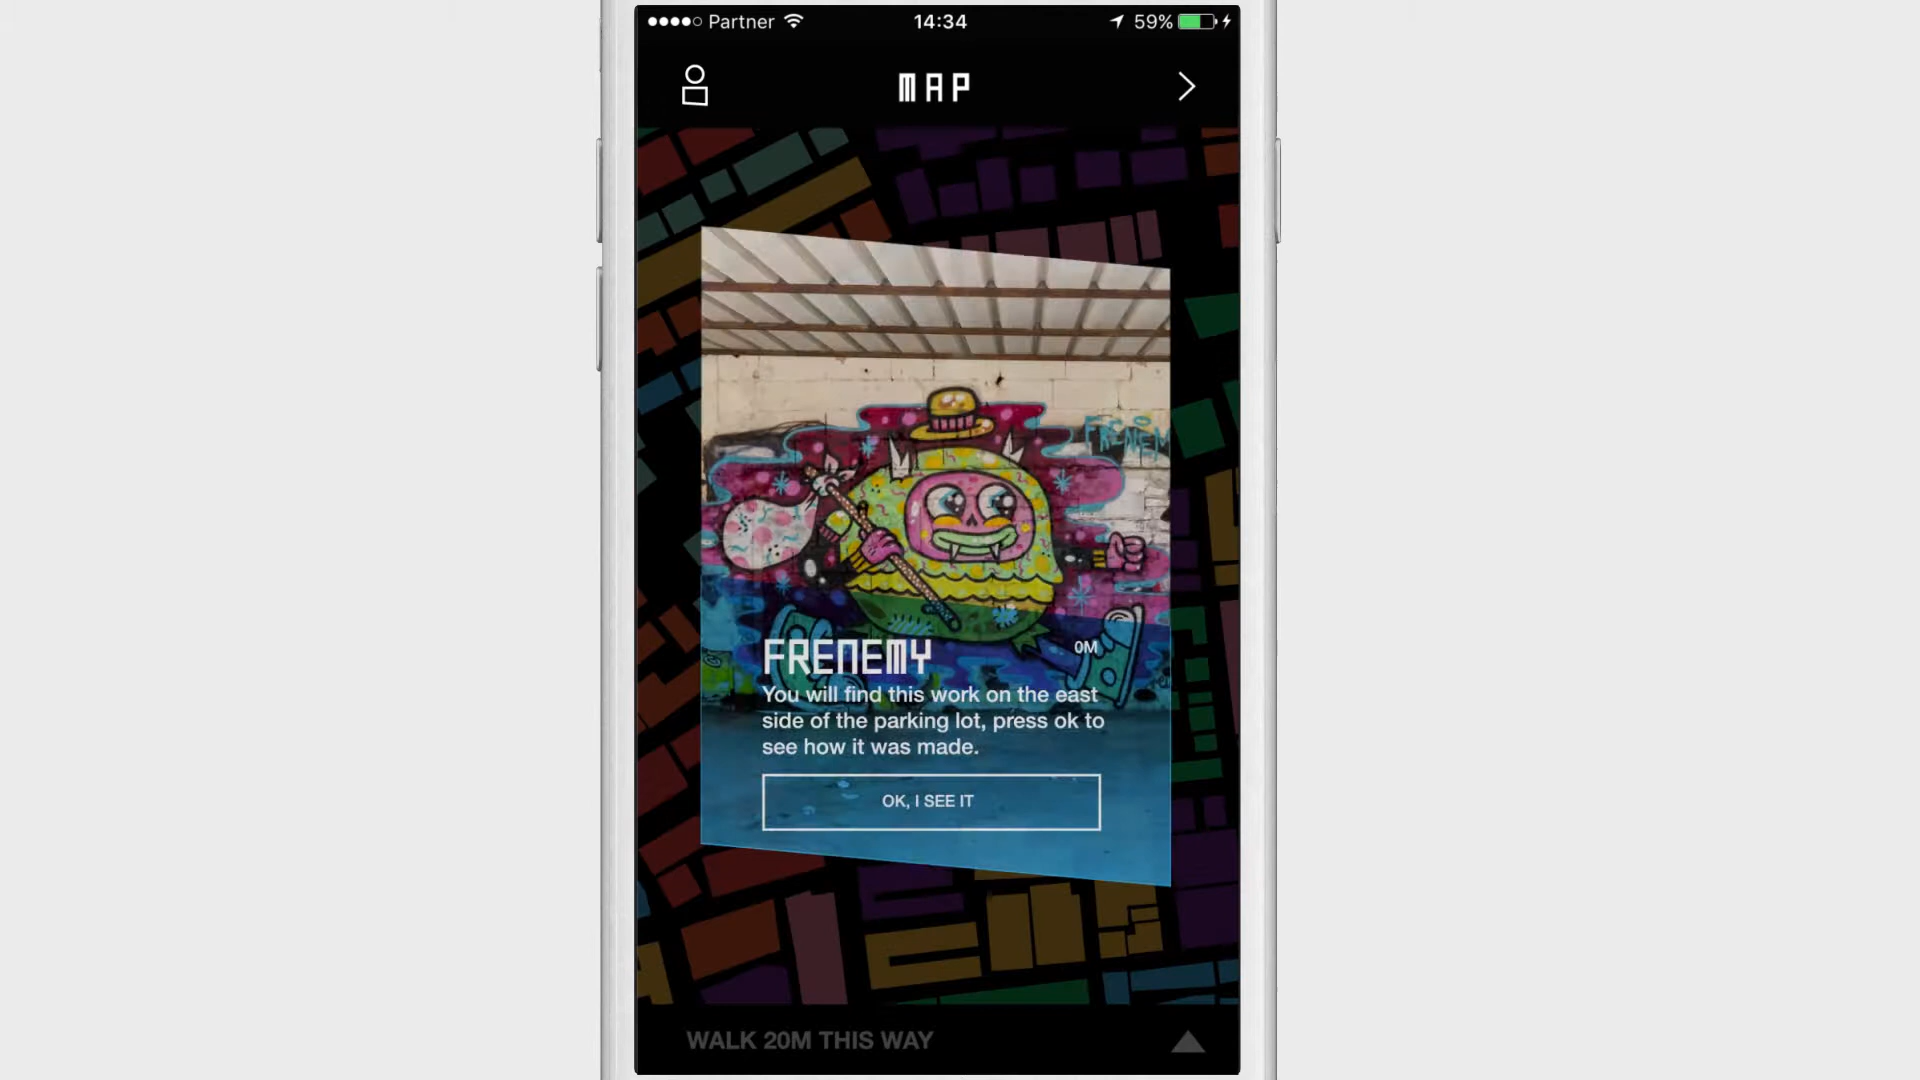 Partner
14:34
59%
MAP
FRENEM
FRENEMY
0M
You will find this work on the east
side of the parking lot, press ok to
see how it was made.
OK, I SEE IT
WALK 20M THIS WAY